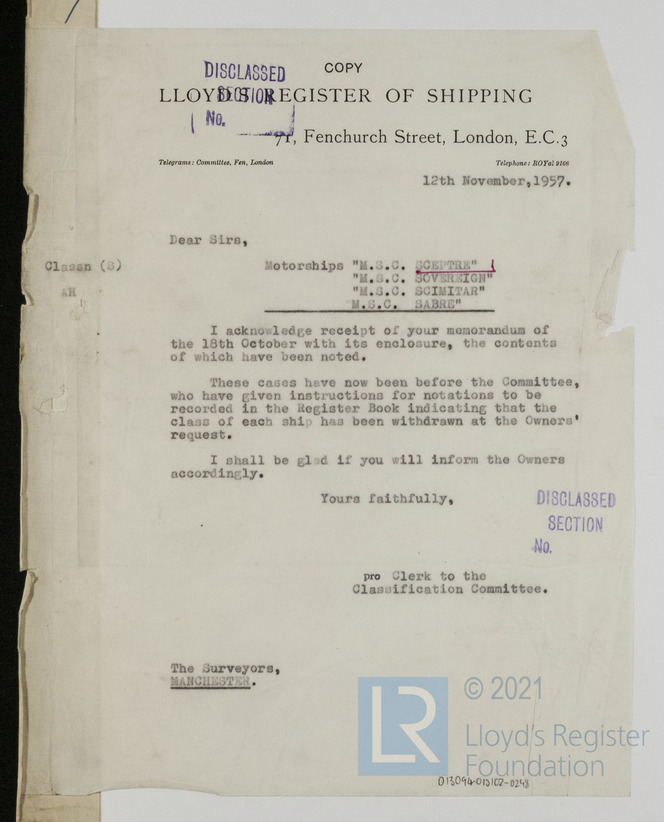 COPY
DISCLASSED
SECTION
No.
LLOYD'S REGISTER OF SHIPPING
71, Fenchurch Street, London, E.C.3
Telegrams: Committee, Fen, London
Telephone: ROYal 9166
12th November, 1957.
Dear Sirs,
Classn (S)
AH
Motorships "M.S.C. SCEPTRE"
"M.S.C. SOVEREIGN"
"M.S.C. SCIMITAR"
"M.S.C. SABRE"
I acknowledge receipt of your memorandum of
the 18th October with its enclosure, the contents
of which have been noted.
These cases have now been before the Committee,
who have given instructions for notations to be
recorded in the Register Book indicating that the
class of each ship has been withdrawn at the Owners'
request.
I shall be glad if you will inform the Owners
accordingly.
Yours faithfully,
DISCLASSED
SECTION
No.
pro Clerk to the
Classification Committee.
The Surveyors,
MANCHESTER.
LR
© 2021
Lloyd's Register
Foundation
013094-013102-0248